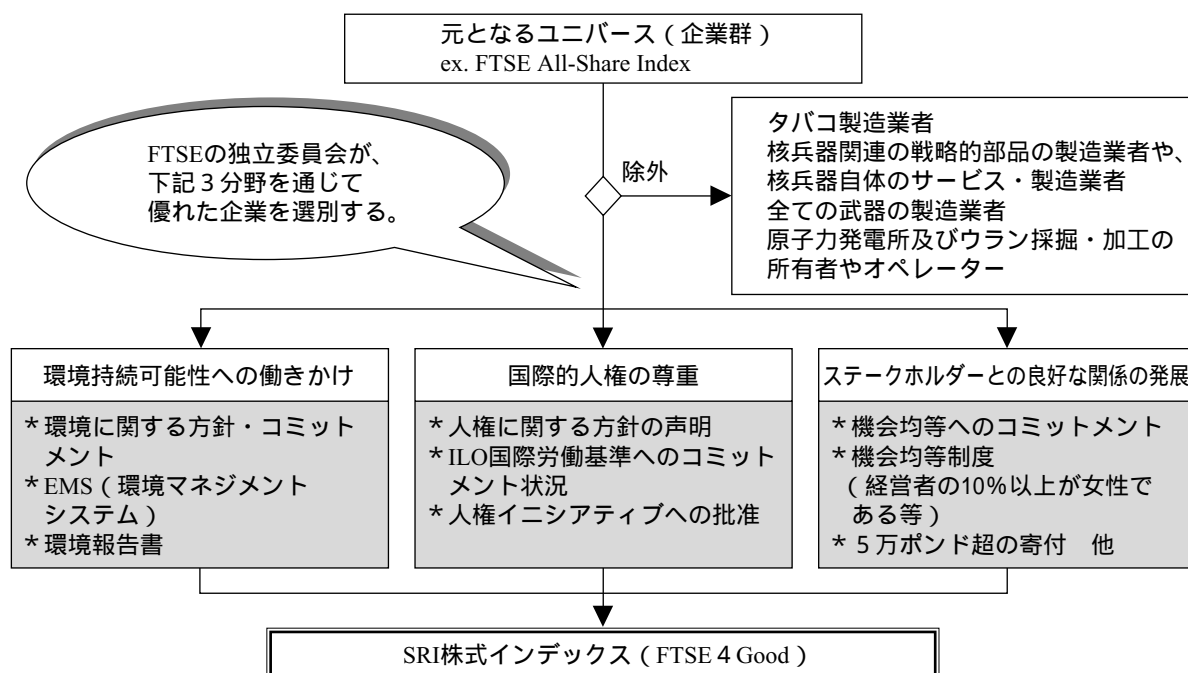 元となるユニバース（企業群）
ex. FTSE All-Share Index
FTSEの独立委員会が、
下記３分野を通じて
優れた企業を選別する。
除外
タバコ製造業者
核兵器関連の戦略的部品の製造業者や、
核兵器自体のサービス・製造業者
全ての武器の製造業者
原子力発電所及びウラン採掘・加工の
所有者やオペレーター
環境持続可能性への働きかけ
＊環境に関する方針・コミット
メント
＊EMS（環境マネジメント
システム）
＊環境報告書
国際的人権の尊重
＊人権に関する方針の声明
＊ILO国際労働基準へのコミット
メント状況
＊人権イニシアティブへの批准
ステークホルダーとの良好な関係の発展
＊機会均等へのコミットメント
＊機会均等制度
（経営者の10％以上が女性で
ある等）
＊５万ポンド超の寄付　他
SRI株式インデックス（FTSE４Good）